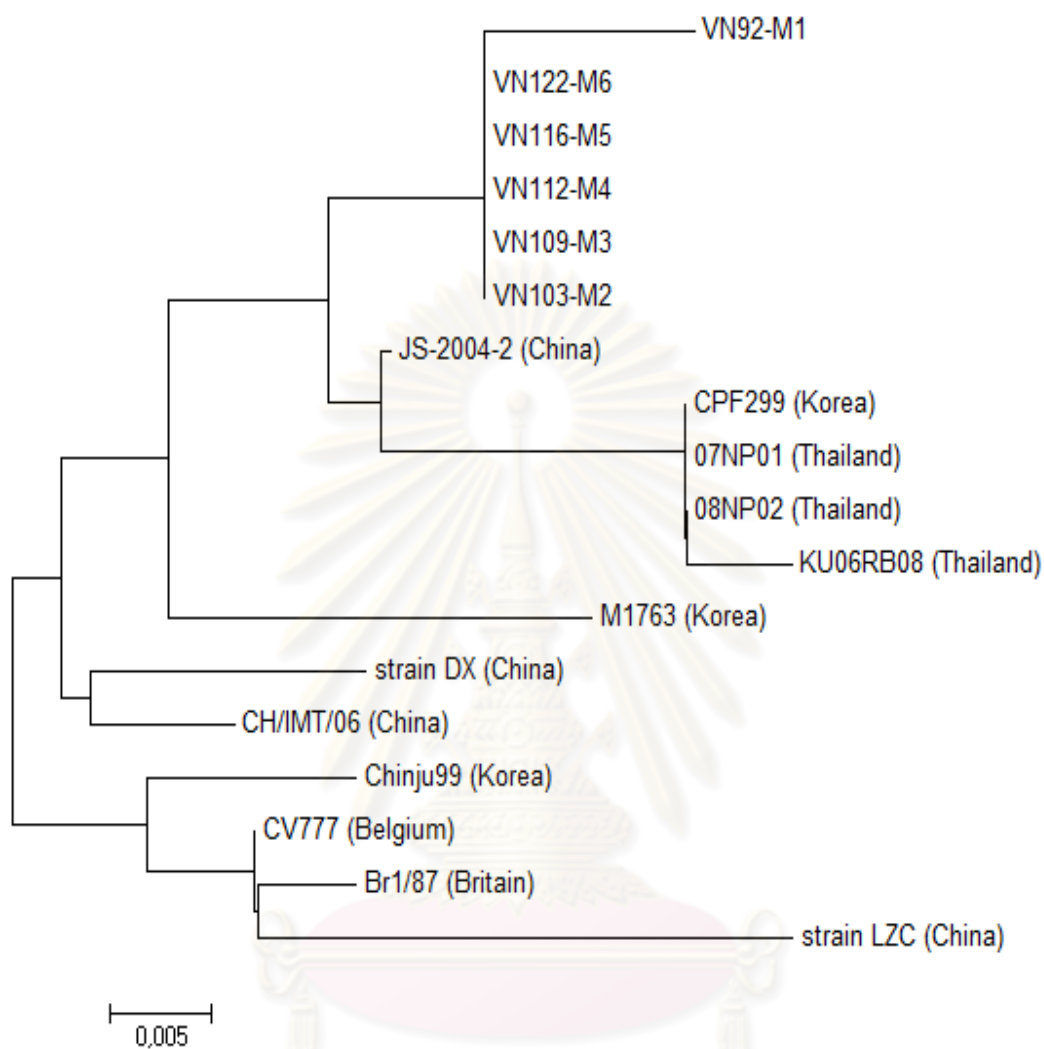 VN92-M1
VN122-M6
VN116-M5
VN112-M4
VN109-M3
VN103-M2
JS-2004-2 (China)
CPF299 (Korea)
07NP01 (Thailand)
08NP02 (Thailand)
KU06RB08 (Thailand)
M1763 (Korea)
strain DX (China)
CH/IMT/06 (China)
Chinju99 (Korea)
CV777 (Belgium)
Br1/87 (Britain)
strain LZC (China)
0,005